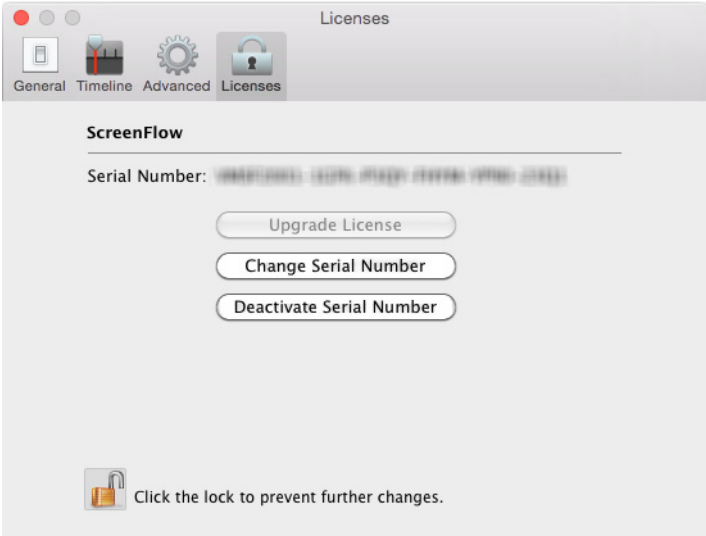 Licenses
General Timeline Advanced Licenses
ScreenFlow
Serial Number:
Upgrade License
Change Serial Number
Deactivate Serial Number
Click the lock to prevent further changes.